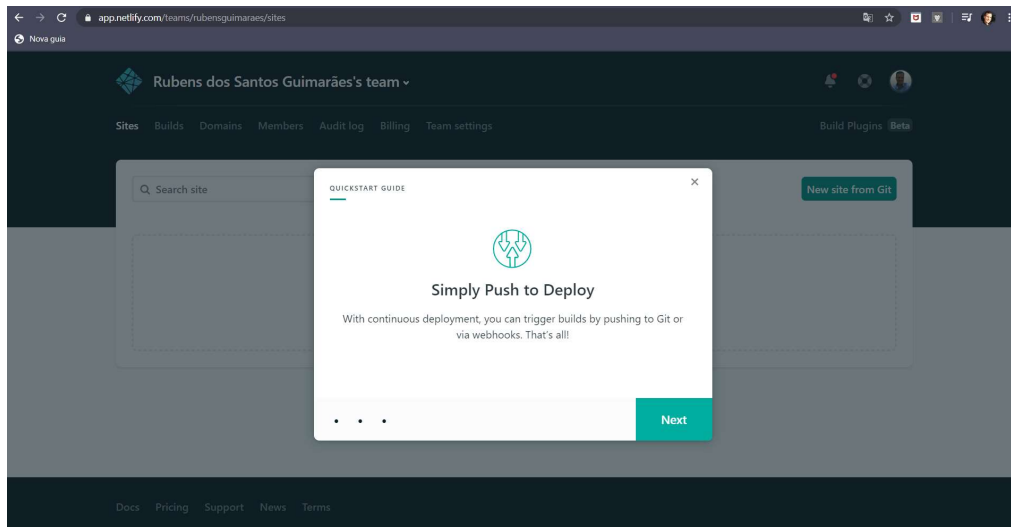 app.netlify.com/teams/rubensguimaraes/sites
Nova guia
Rubens dos Santos Guimarães's team
Sites Builds Domains Members Audit log Billing Team settings Build Plugins Beta
Search site
New site from Git
QUICKSTART GUIDE
Simply Push to Deploy
With continuous deployment, you can trigger builds by pushing to Git or
via webhooks. That's all!
Next
Docs Pricing Support News Terms